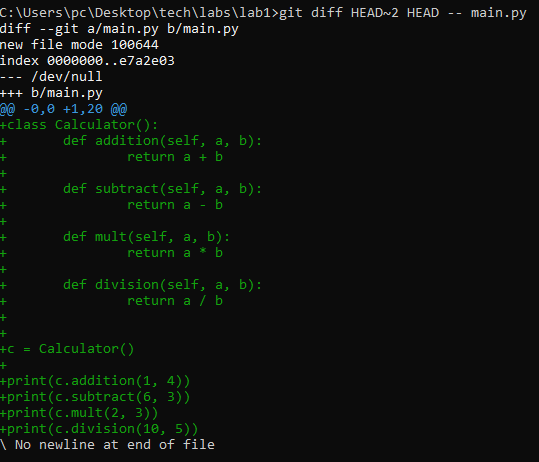 C:\Users\pc\Desktop\tech\labs\lab1>git diff HEAD~2 HEAD -- main.py
diff --git a/main.py b/main.py
new file mode 100644
index 0000000..e7a2e03
--- /dev/null
+++ b/main.py
@@ -0,0 +1,20 @@
+class Calculator():
+       def addition(self, a, b):
+               return a + b
+
+       def subtract(self, a, b):
+               return a - b
+
+       def mult(self, a, b):
+               return a * b
+
+       def division(self, a, b):
+               return a / b
+
+
+c = Calculator()
+
+print(c.addition(1, 4))
+print(c.subtract(6, 3))
+print(c.mult(2, 3))
+print(c.division(10, 5))
\ No newline at end of file